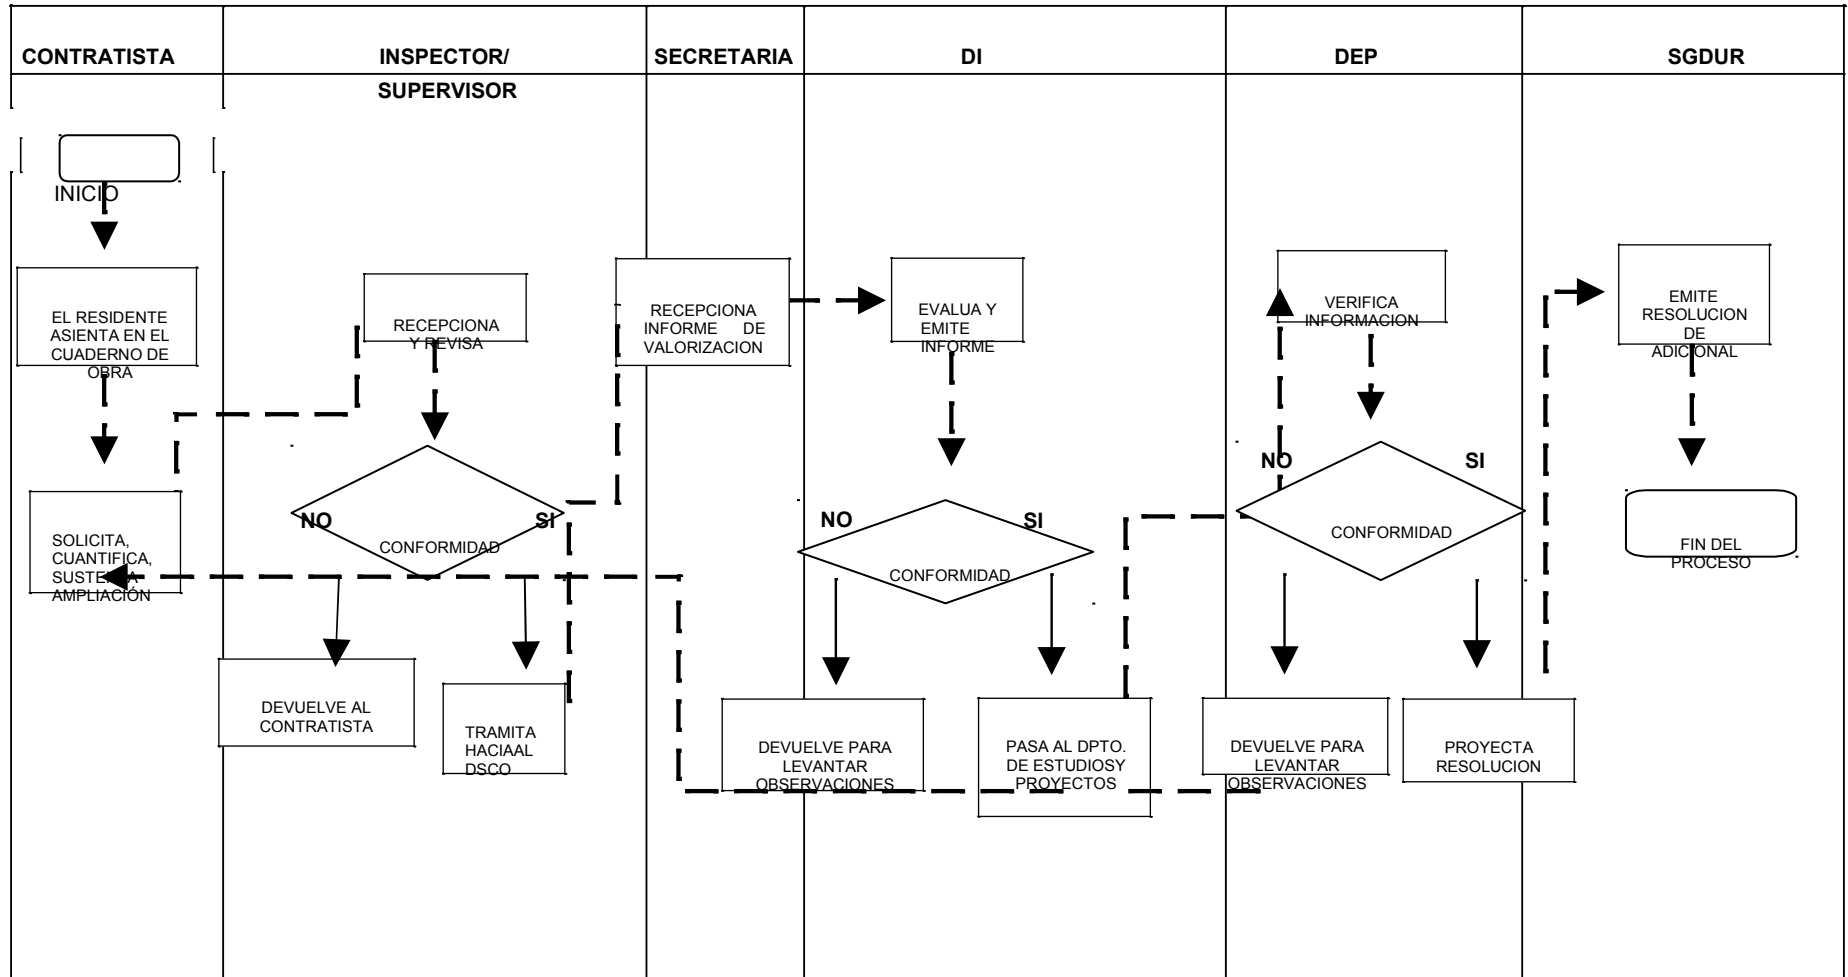 CONTRATISTA
INSPECTOR/
SUPERVISOR
SECRETARIA
DI
DEP
SGDUR
INICIO
EL RESIDENTE
ASIENTA EN EL
CUADERNO DE
OBRA
SOLICITA,
CUANTIFICA,
SUSTENTA
AMPLIACIÓN
RECEPCIONA
Y REVISA
NO
SI
CONFORMIDAD
DEVUELVE AL
CONTRATISTA
TRAMITA
HACIAAL
DSCO
RECEPCIONA
INFORME DE
VALORIZACION
EVALUA Y
EMITE
INFORME
NO
SI
CONFORMIDAD
DEVUELVE PARA
LEVANTAR
OBSERVACIONES
PASA AL DPTO.
DE ESTUDIOSY
PROYECTOS
VERIFICA
INFORMACION
NO
SI
CONFORMIDAD
DEVUELVE PARA
LEVANTAR
OBSERVACIONES
PROYECTA
RESOLUCION
EMITE
RESOLUCION
DE
ADICIONAL
FIN DEL
PROCESO